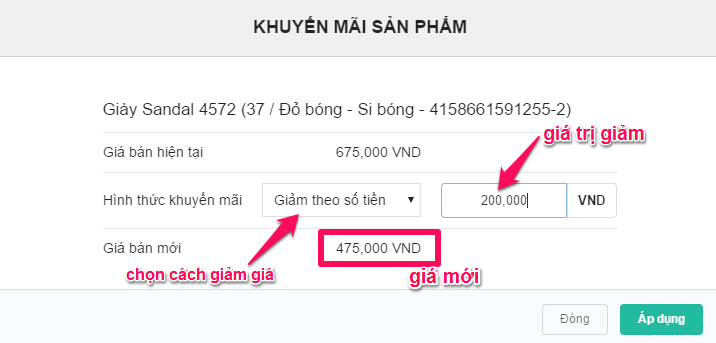 KHUYẾN MÃI SẢN PHẨM
Giày Sandal 4572 (37 / Đỏ bóng - Si bóng - 4158661591255-2)
giá trị giảm
Giá bán hiện tại 675,000 VND
Hình thức khuyến mãi Giảm theo số tiền 200,000 VND
Giá bán mới 475,000 VND
chọn cách giảm giá giá mới
Đóng Áp dụng